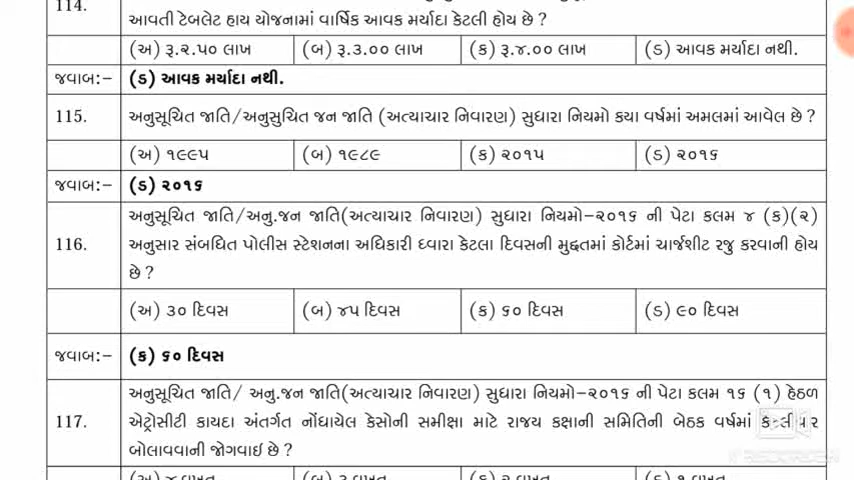 114.
આવતી ટેબલેટ હાય યોજનામાં વાર્ષિક આવક મર્યાદા કેટલી હોય છે ?
(અ) રૂ.૨.૫૦ લાખ (બ) રૂ.૩.૦૦ લાખ (ક) રૂ.૪.૦૦ લાખ (ડ) આવક મર્યાદા નથી.
જવાબ:- (ડ) આવક મર્યાદા નથી.
115. અનુસૂચિત જાતિ/અનુસુચિત જન જાતિ (અત્યાચાર નિવારણ) સુધારા નિયમો કયા વર્ષમાં અમલમાં આવેલ છે ?
(અ) ૧૯૯૫ (બ) ૧૯૮૯ (ક) ૨૦૧૫ (ડ) ૨૦૧૬
જવાબ:- (ડ) ૨૦૧૬
અનુસૂચિત જાતિ/અનુ.જન જાતિ(અત્યાચાર નિવારણ) સુધારા નિયમો-૨૦૧૬ ની પેટા કલમ ૪ (ક)(૨)
116. અનુસાર સંબધિત પોલીસ સ્ટેશનના અધિકારી ધ્વારા કેટલા દિવસની મુદ્દતમાં કોર્ટમાં ચાર્જશીટ રજુ કરવાની હોય
છે ?
(અ) ૩૦ દિવસ (બ) ૪૫ દિવસ (ક) ૬૦ દિવસ (ડ) ૯૦ દિવસ
જવાબ:- (ક) ૬૦ દિવસ
અનુસૂચિત જાતિ/ અનુ.જન જાતિ(અત્યાચાર નિવારણ) સુધારા નિયમો-૨૦૧૬ ની પેટા કલમ ૧૬ (૧) હેઠળ
117. એટ્રોસીટી કાયદા અંતર્ગત નોંધાયેલ કેસોની સમીક્ષા માટે રાજય કક્ષાની સમિતિની બેઠક વર્ષમાં
બોલાવવાની જોગવાઇ છે ?